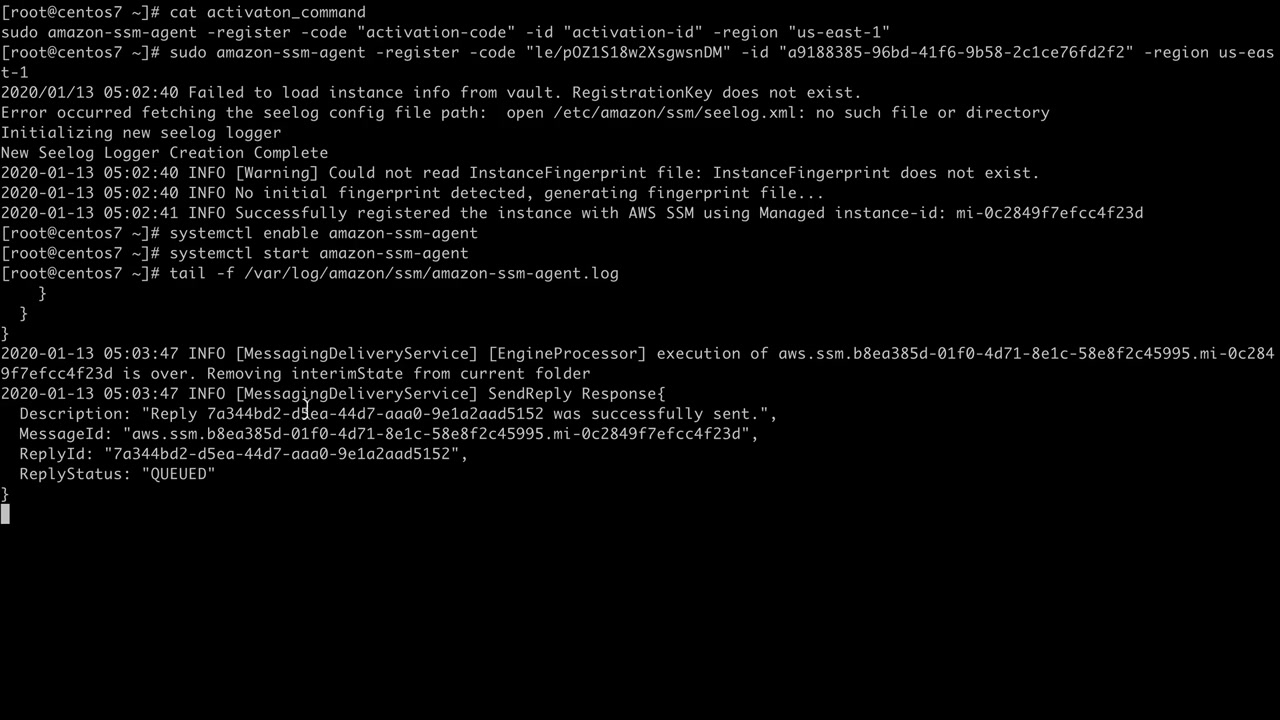 [root@centos7 ~]# cat activaton_command
sudo amazon-ssm-agent -register -code "activation-code" -id "activation-id" -region "us-east-1"
[root@centos7 ~]# sudo amazon-ssm-agent -register -code "le/pOZ1S18w2XsgwsnDM" -id "a9188385-96bd-41f6-9b58-2c1ce76fd2f2" -region us-eas
t-1
2020/01/13 05:02:40 Failed to load instance info from vault. RegistrationKey does not exist.
Error occurred fetching the seelog config file path:  open /etc/amazon/ssm/seelog.xml: no such file or directory
Initializing new seelog logger
New Seelog Logger Creation Complete
2020-01-13 05:02:40 INFO [Warning] Could not read InstanceFingerprint file: InstanceFingerprint does not exist.
2020-01-13 05:02:40 INFO No initial fingerprint detected, generating fingerprint file...
2020-01-13 05:02:41 INFO Successfully registered the instance with AWS SSM using Managed instance-id: mi-0c2849f7efcc4f23d
[root@centos7 ~]# systemctl enable amazon-ssm-agent
[root@centos7 ~]# systemctl start amazon-ssm-agent
[root@centos7 ~]# tail -f /var/log/amazon/ssm/amazon-ssm-agent.log
    }
  }
}
2020-01-13 05:03:47 INFO [MessagingDeliveryService] [EngineProcessor] execution of aws.ssm.b8ea385d-01f0-4d71-8e1c-58e8f2c45995.mi-0c284
9f7efcc4f23d is over. Removing interimState from current folder
2020-01-13 05:03:47 INFO [MessagingDeliveryService] SendReply Response{
  Description: "Reply 7a344bd2-d5ea-44d7-aaa0-9e1a2aad5152 was successfully sent.",
  MessageId: "aws.ssm.b8ea385d-01f0-4d71-8e1c-58e8f2c45995.mi-0c2849f7efcc4f23d",
  ReplyId: "7a344bd2-d5ea-44d7-aaa0-9e1a2aad5152",
  ReplyStatus: "QUEUED"
}